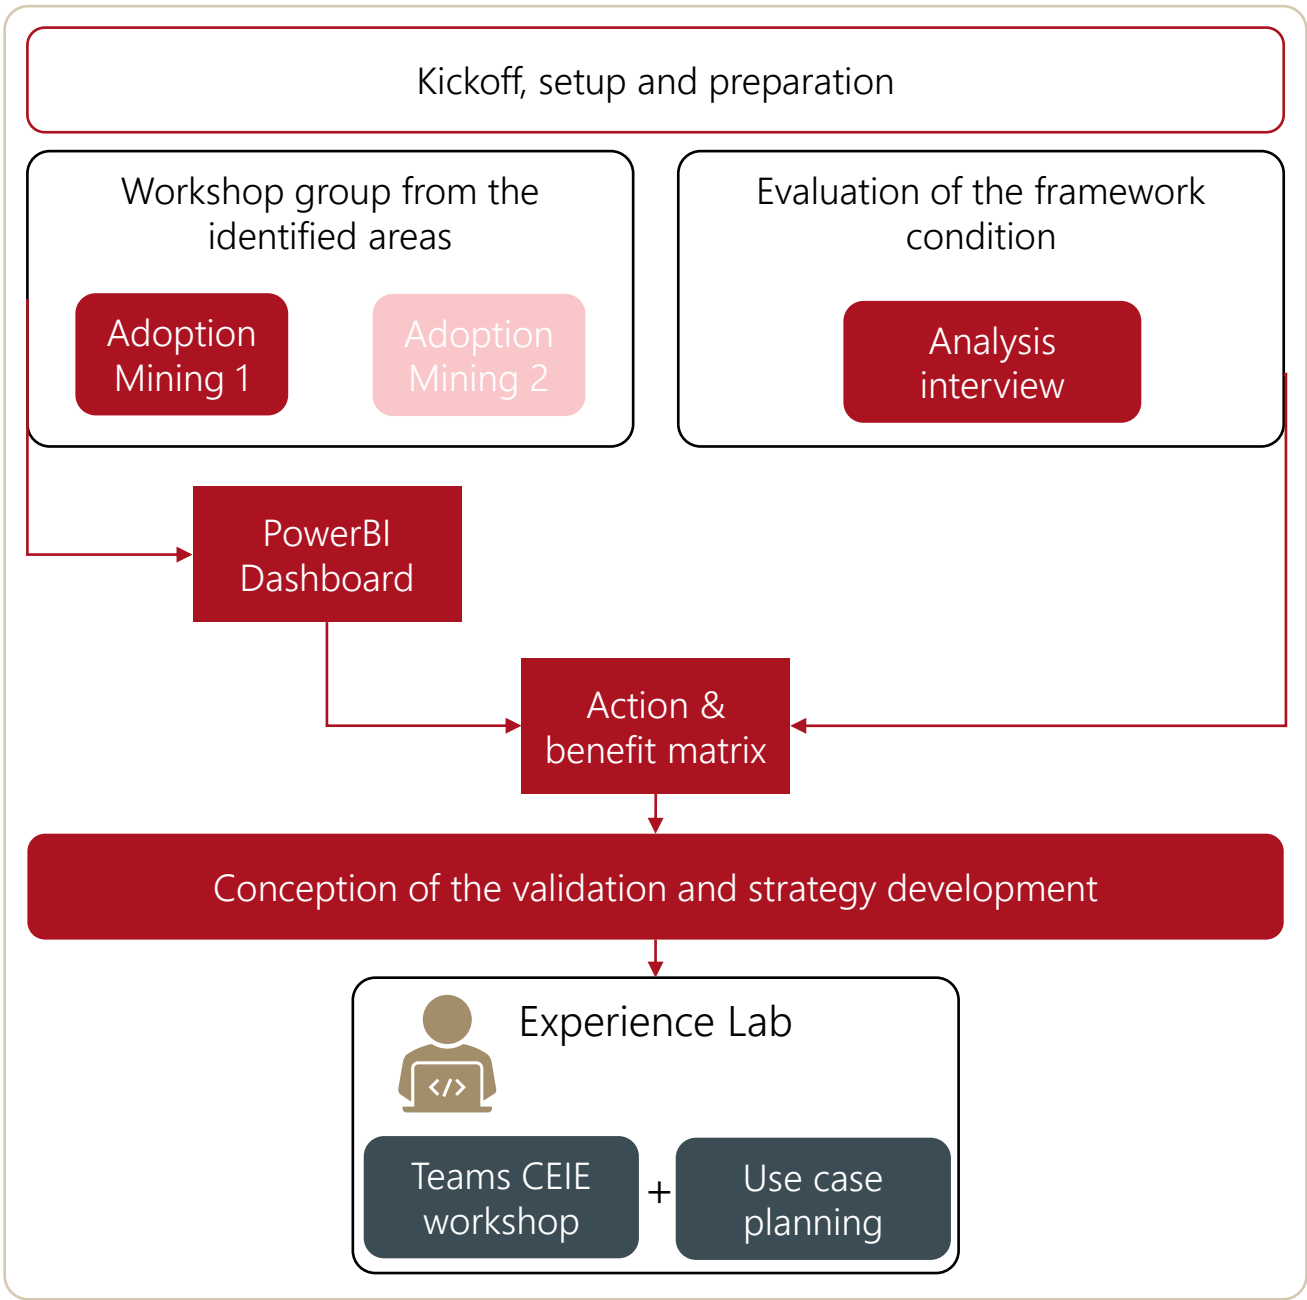 Kickoff, setup and preparation
Workshop group from the
identified areas
Adoption
Mining 1
Adoption
Mining 2
Evaluation of the framework
condition
Analysis
interview
PowerBI
Dashboard
Action &
benefit matrix
Conception of the validation and strategy development
Experience Lab
</>
Teams CEIE
workshop
+
Use case
planning